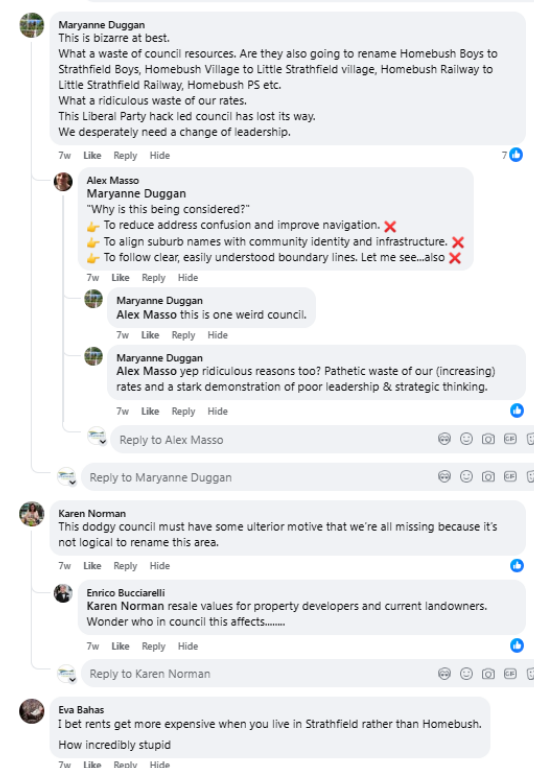 Maryanne Duggan
This is bizarre at best.
What a waste of council resources. Are they also going to rename Homebush Boys to
Strathfield Boys, Homebush Village to Little Strathfield village, Homebush Railway to
Little Strathfield Railway, Homebush PS etc.
What a ridiculous waste of our rates.
This Liberal Party hack led council has lost its way.
We desperately need a change of leadership.
7w Like Reply Hide 7
Alex Masso
Maryanne Duggan
"Why is this being considered?"
👉 To reduce address confusion and improve navigation. ❌
👉 To align suburb names with community identity and infrastructure. ❌
👉 To follow clear, easily understood boundary lines. Let me see...also ❌
7w Like Reply Hide
Maryanne Duggan
Alex Masso this is one weird council.
7w Like Reply Hide
Maryanne Duggan
Alex Masso yep ridiculous reasons too? Pathetic waste of our (increasing)
rates and a stark demonstration of poor leadership & strategic thinking.
7w Like Reply Hide
Reply to Alex Masso GIF
Reply to Maryanne Duggan GIF
Karen Norman
This dodgy council must have some ulterior motive that we're all missing because it's
not logical to rename this area.
7w Like Reply Hide
Enrico Bucciarelli
Karen Norman resale values for property developers and current landowners.
Wonder who in council this affects........
7w Like Reply Hide
Reply to Karen Norman GIF
Eva Bahas
I bet rents get more expensive when you live in Strathfield rather than Homebush.
How incredibly stupid
7w Like Reply Hide